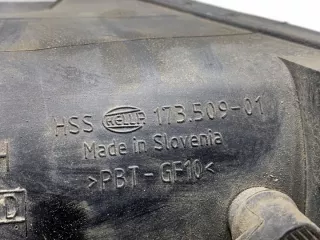 HSS HELLA 173.509-01
Made in Slovenia
>PBT-GF10<
H
D